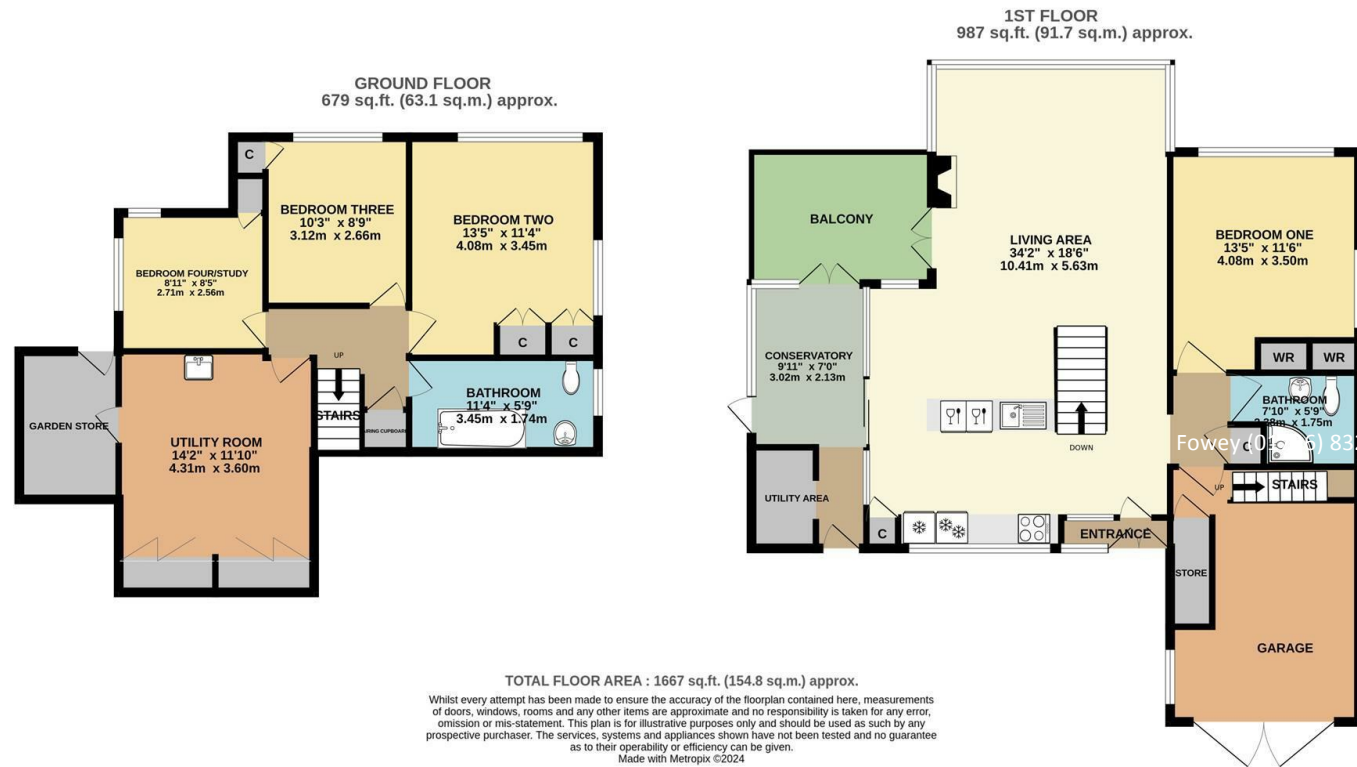 GROUND FLOOR
679 sq.ft. (63.1 sq.m.) approx.
C
BEDROOM THREE
10'3" x 8'9"
3.12m x 2.66m
BEDROOM TWO
13'5" x 11'4"
4.08m x 3.45m
BEDROOM FOUR/STUDY
8'11" x 8'5"
2.71m x 2.56m
C
C
UP
STAIRS
CUPBOARD
BATHROOM
11'4" x 5'9"
3.45m x 1.74m
GARDEN STORE
UTILITY ROOM
14'2" x 11'10"
4.31m x 3.60m
1ST FLOOR
987 sq.ft. (91.7 sq.m.) approx.
BALCONY
LIVING AREA
34'2" x 18'6"
10.41m x 5.63m
BEDROOM ONE
13'5" x 11'6"
4.08m x 3.50m
CONSERVATORY
9'11" x 7'0"
3.02m x 2.13m
WR
WR
BATHROOM
7'10" x 5'9"
x 1.75m
DOWN
Fowey
UTILITY AREA
UP
STAIRS
C
ENTRANCE
STORE
GARAGE
TOTAL FLOOR AREA : 1667 sq.ft. (154.8 sq.m.) approx.
Whilst every attempt has been made to ensure the accuracy of the floorplan contained here, measurements
of doors, windows, rooms and any other items are approximate and no responsibility is taken for any error,
omission or mis-statement. This plan is for illustrative purposes only and should be used as such by any
prospective purchaser. The services, systems and appliances shown have not been tested and no guarantee
as to their operability or efficiency can be given.
Made with Metropix ©2024